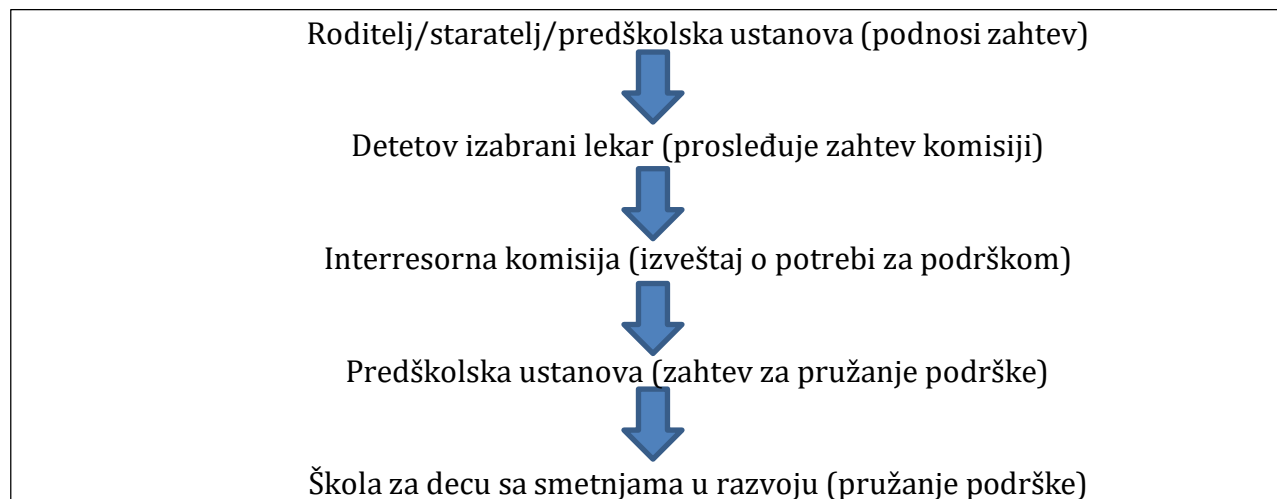 Roditelj/staratelj/predškolska ustanova (podnosi zahtev)
Detetov izabrani lekar (prosleđuje zahtev komisiji)
Interresorna komisija (izveštaj o potrebi za podrškom)
Predškolska ustanova (zahtev za pružanje podrške)
Škola za decu sa smetnjama u razvoju (pružanje podrške)